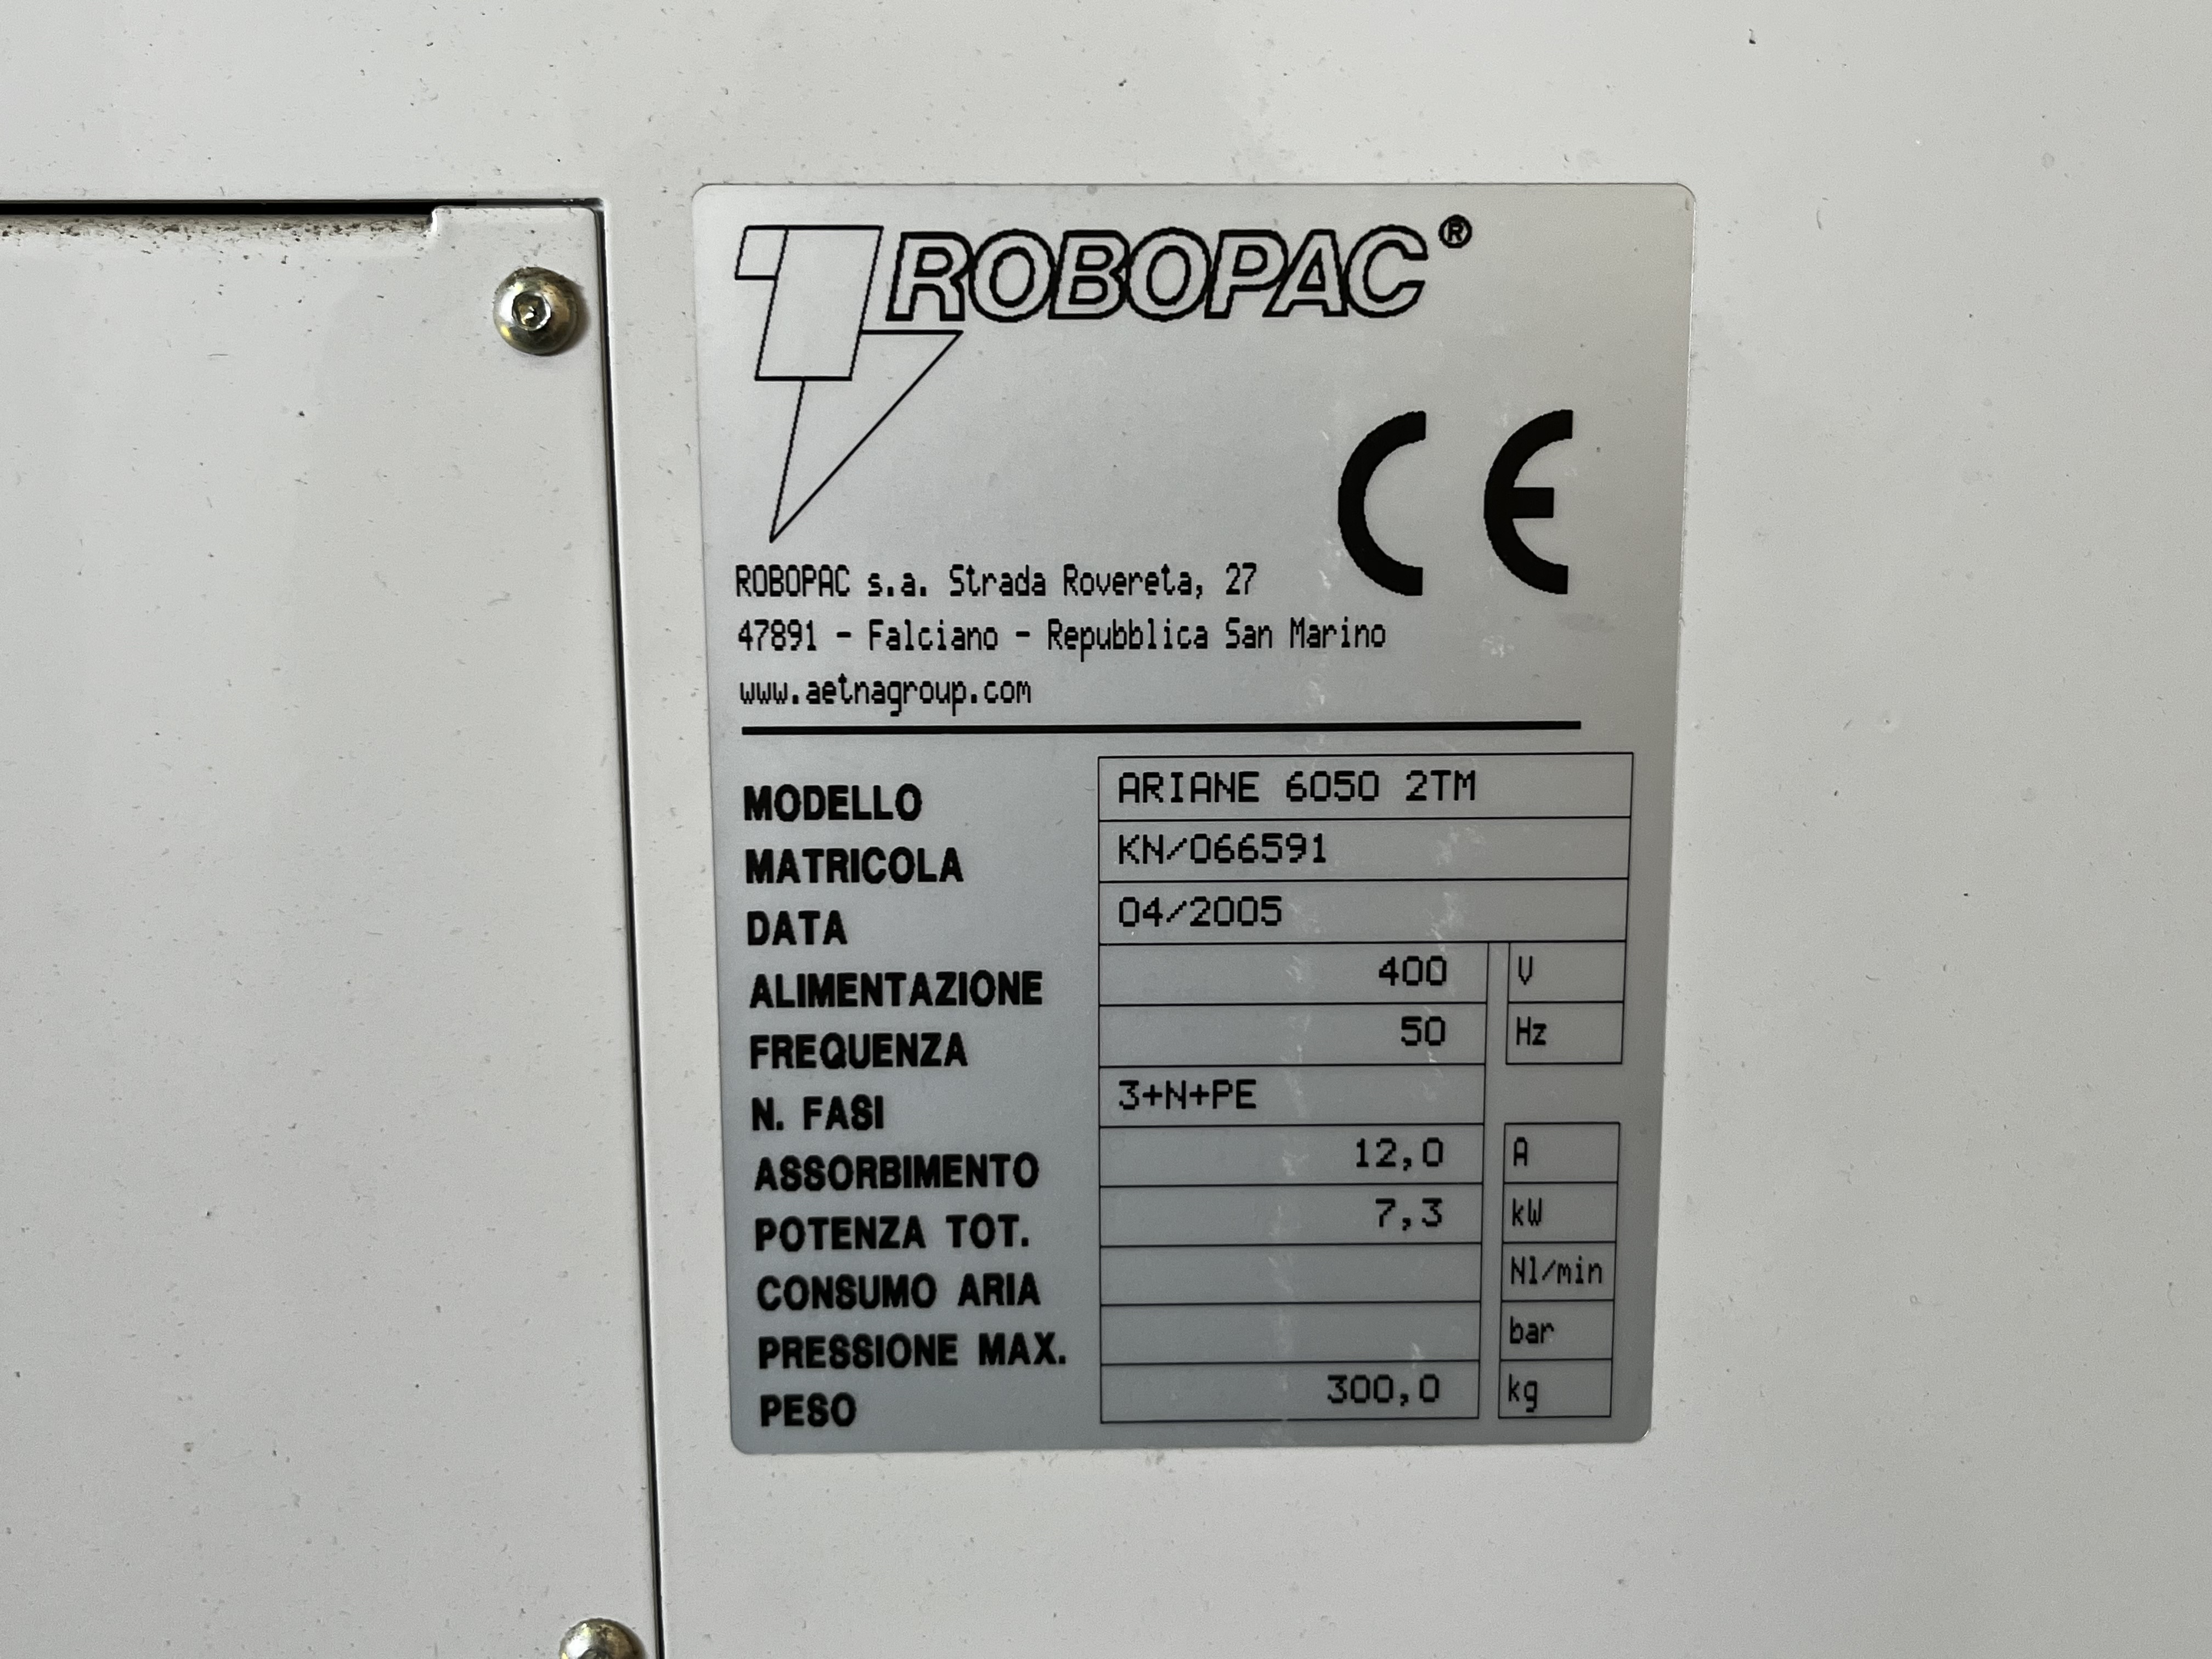 ROBOPAC®
CE
ROBOPAC s.a. Strada Rovereta, 27
47891 - Falciano - Repubblica San Marino
www.aetnagroup.com
MODELLO ARIANE 6050 2TM
MATRICOLA KN/066591
DATA 04/2005
ALIMENTAZIONE 400 V
FREQUENZA 50 Hz
N. FASI 3+N+PE
ASSORBIMENTO 12,0 A
POTENZA TOT. 7,3 kW
CONSUMO ARIA Nl/min
PRESSIONE MAX. bar
PESO 300,0 kg